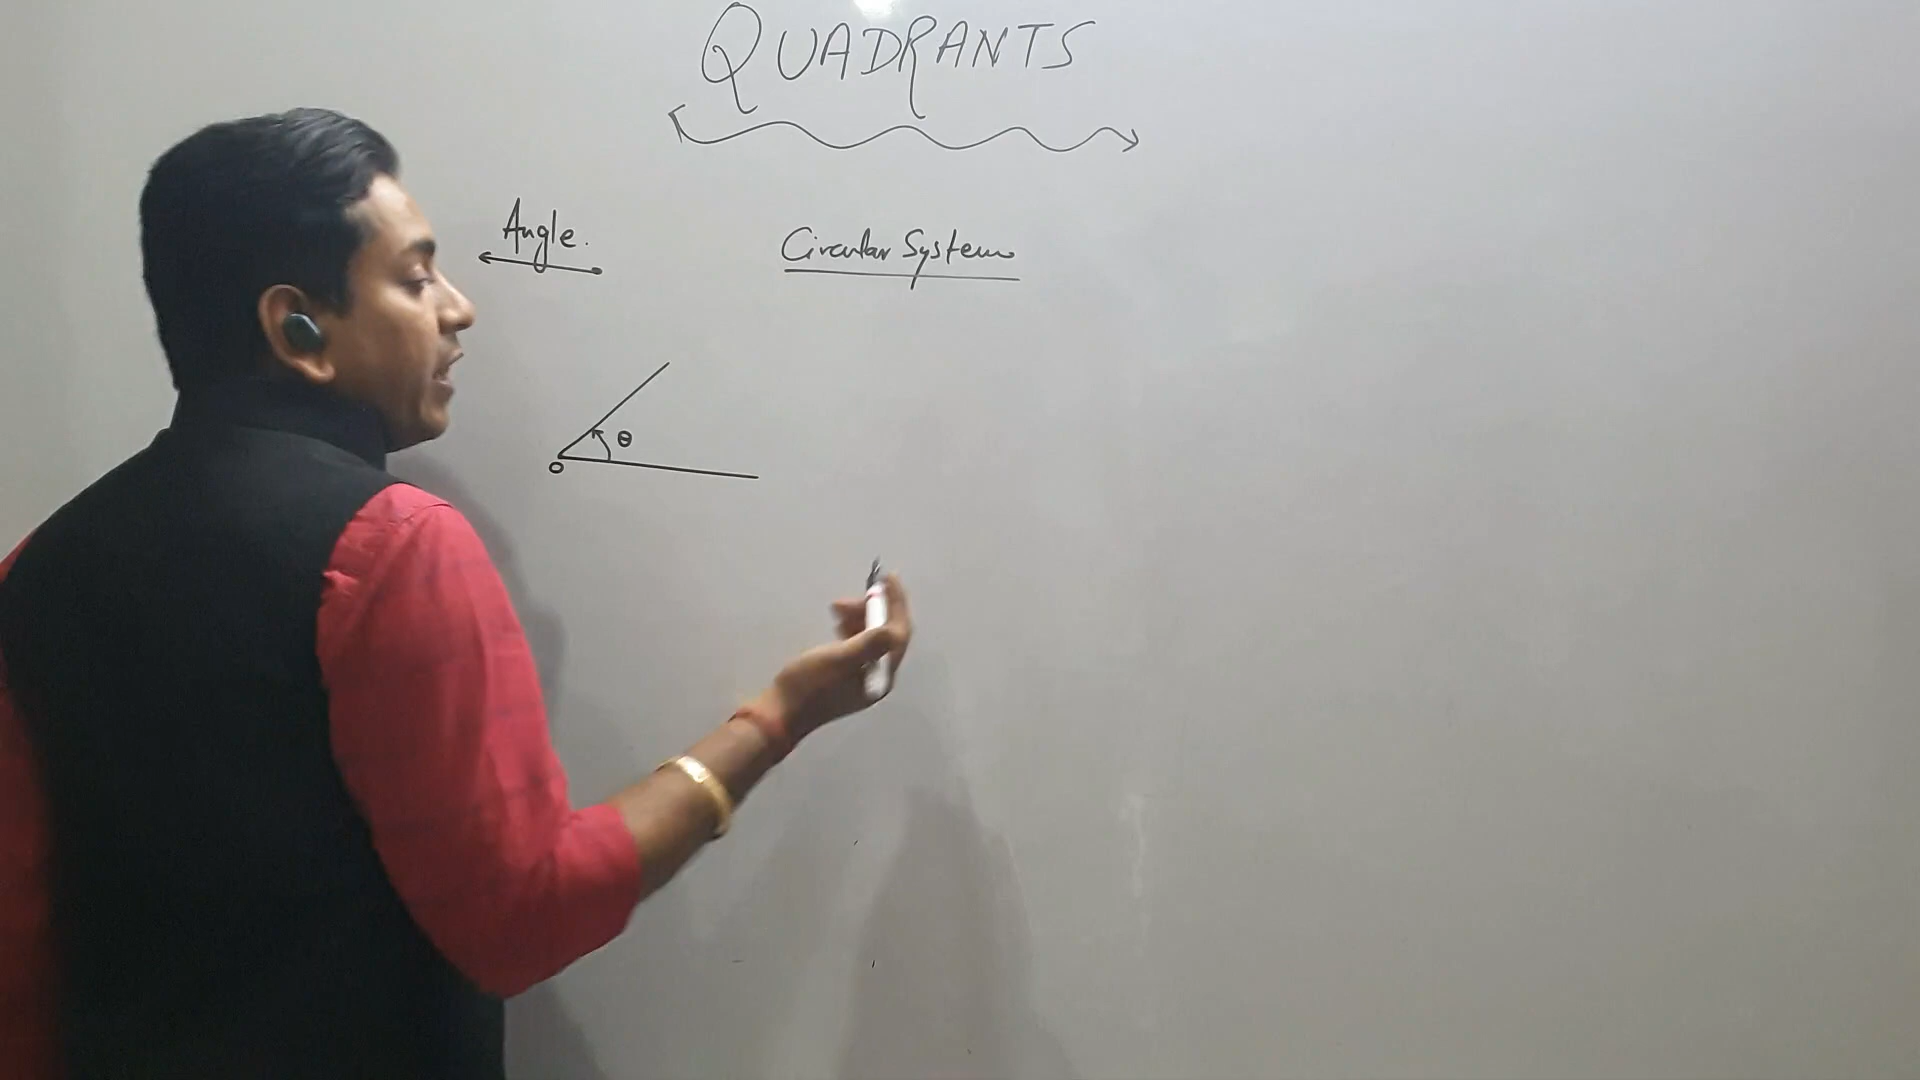 QUADRANTS
Angle.
Circular System
θ
O